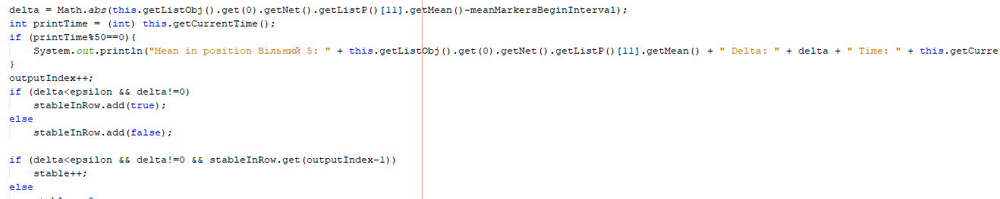 delta = Math.abs(this.getListObj().get(0).getNet().getListP()[11].getMean()-meanMarkersBeginInterval);
int printTime = (int) this.getCurrentTime();
if (printTime%50==0){
System.out.println("Mean in position Вільний 5: " + this.getListObj().get(0).getNet().getListP()[11].getMean() + " Delta: " + delta + " Time: " + this.getCurre
}
outputIndex++;
if (delta<epsilon && delta!=0)
stableInRow.add(true);
else
stableInRow.add(false);
if (delta<epsilon && delta!=0 && stableInRow.get(outputIndex-1))
stable++;
else